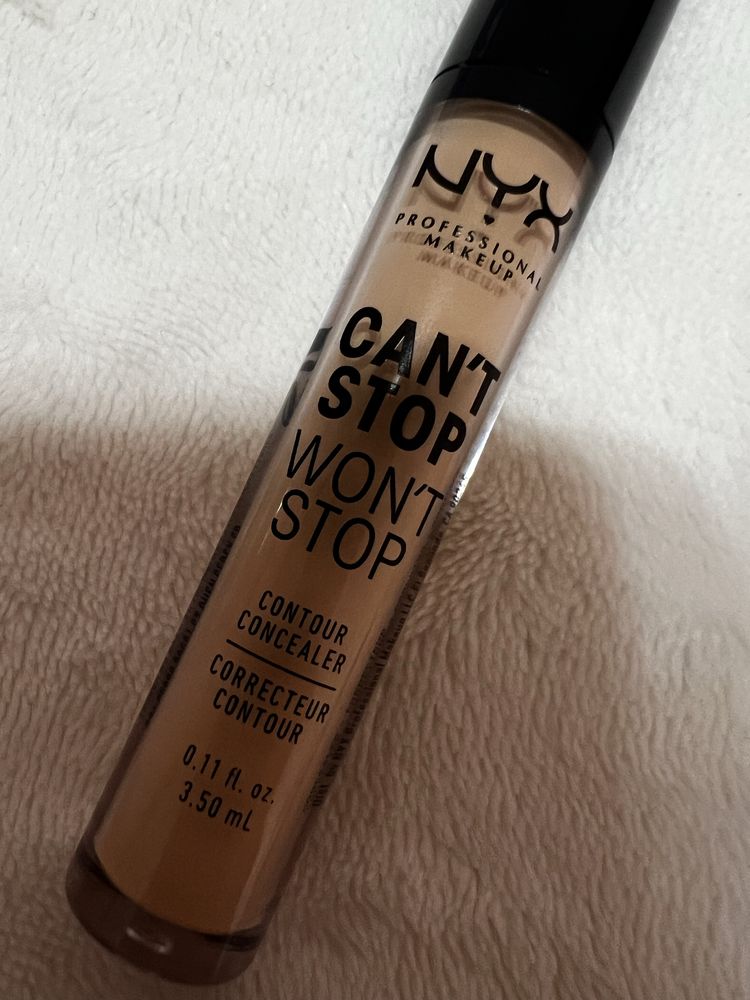 NYX
PROFESSIONAL
MAKEUP
CAN'T
STOP
WON'T
STOP
CONTOUR
CONCEALER
CORRECTEUR
CONTOUR
0.11 fl. oz.
3.50 mL